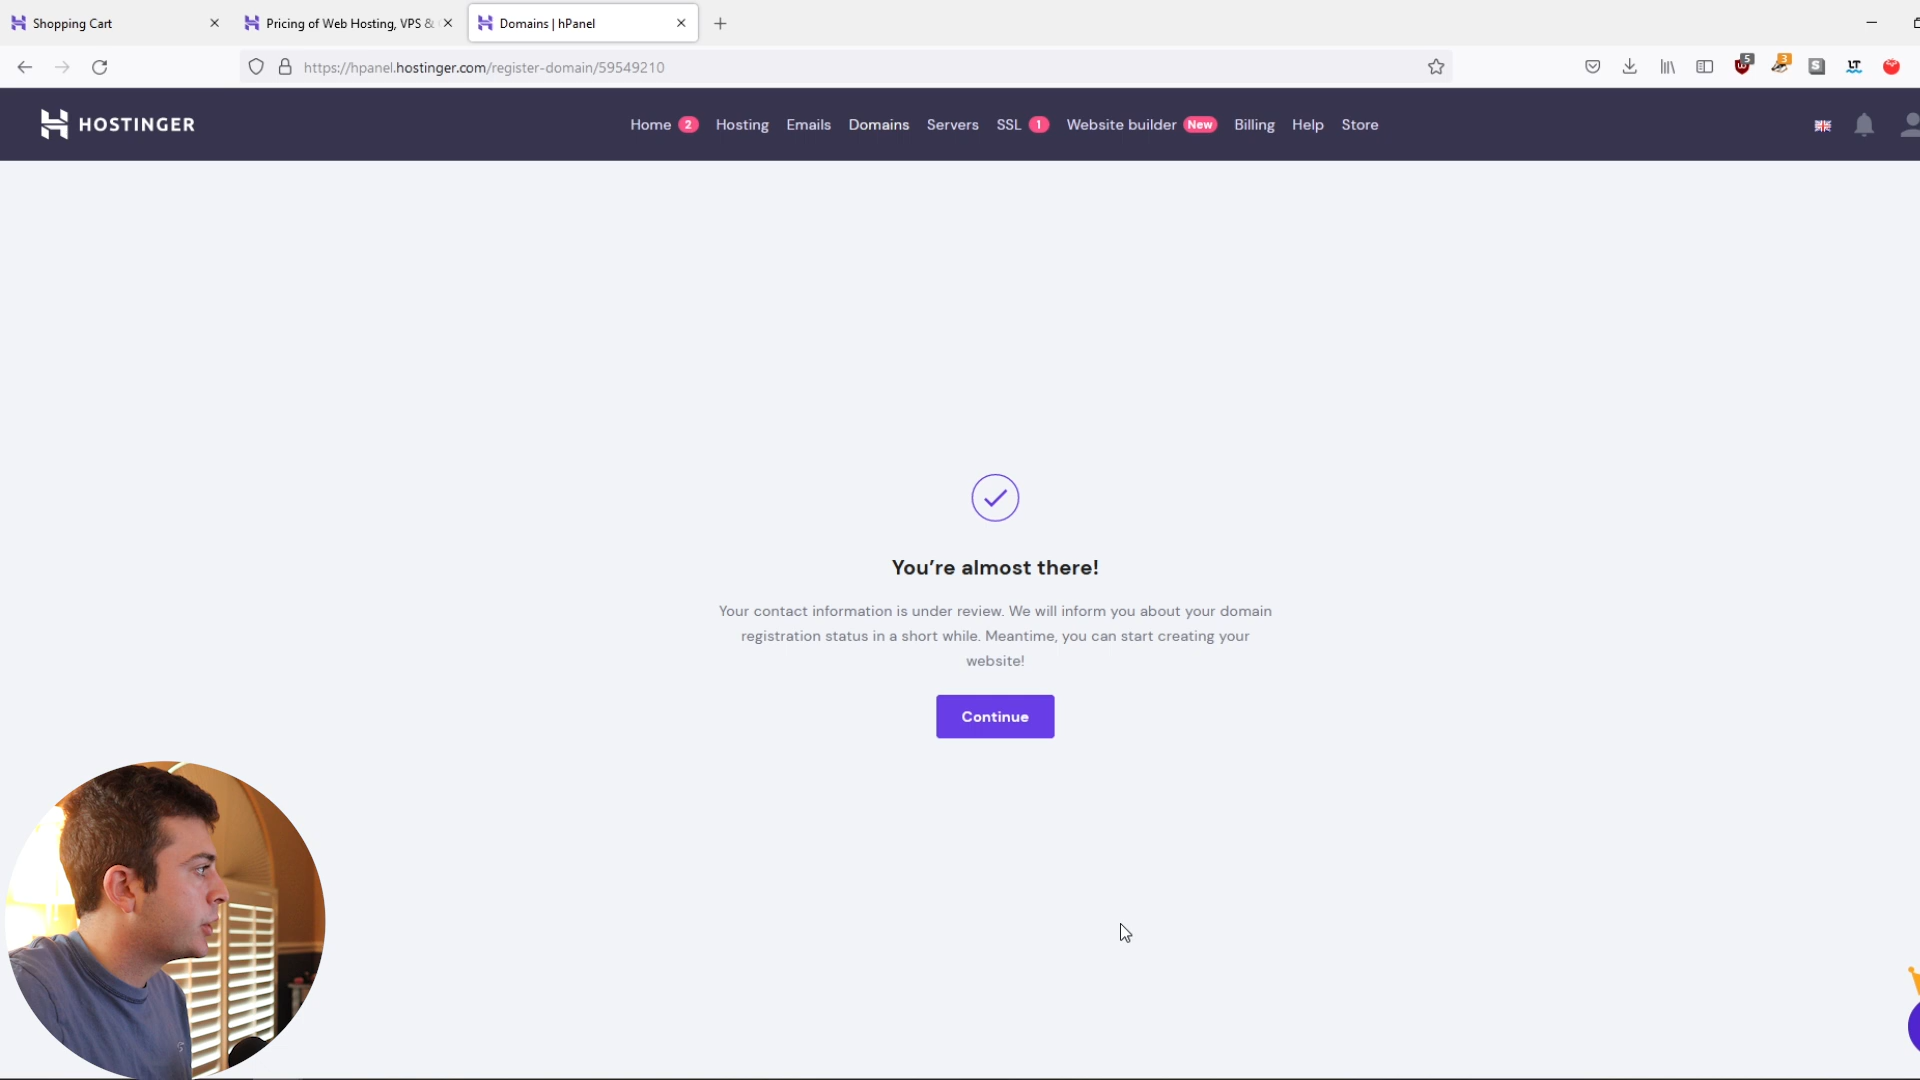 Shopping Cart
Pricing of Web Hosting, VPS &
Domains | hPanel
https://hpanel.hostinger.com/register-domain/59549210
5
3
S
LT
HOSTINGER
Home 2 Hosting Emails Domains Servers SSL 1 Website builder New Billing Help Store
You’re almost there!
Your contact information is under review. We will inform you about your domain
registration status in a short while. Meantime, you can start creating your
website!
Continue